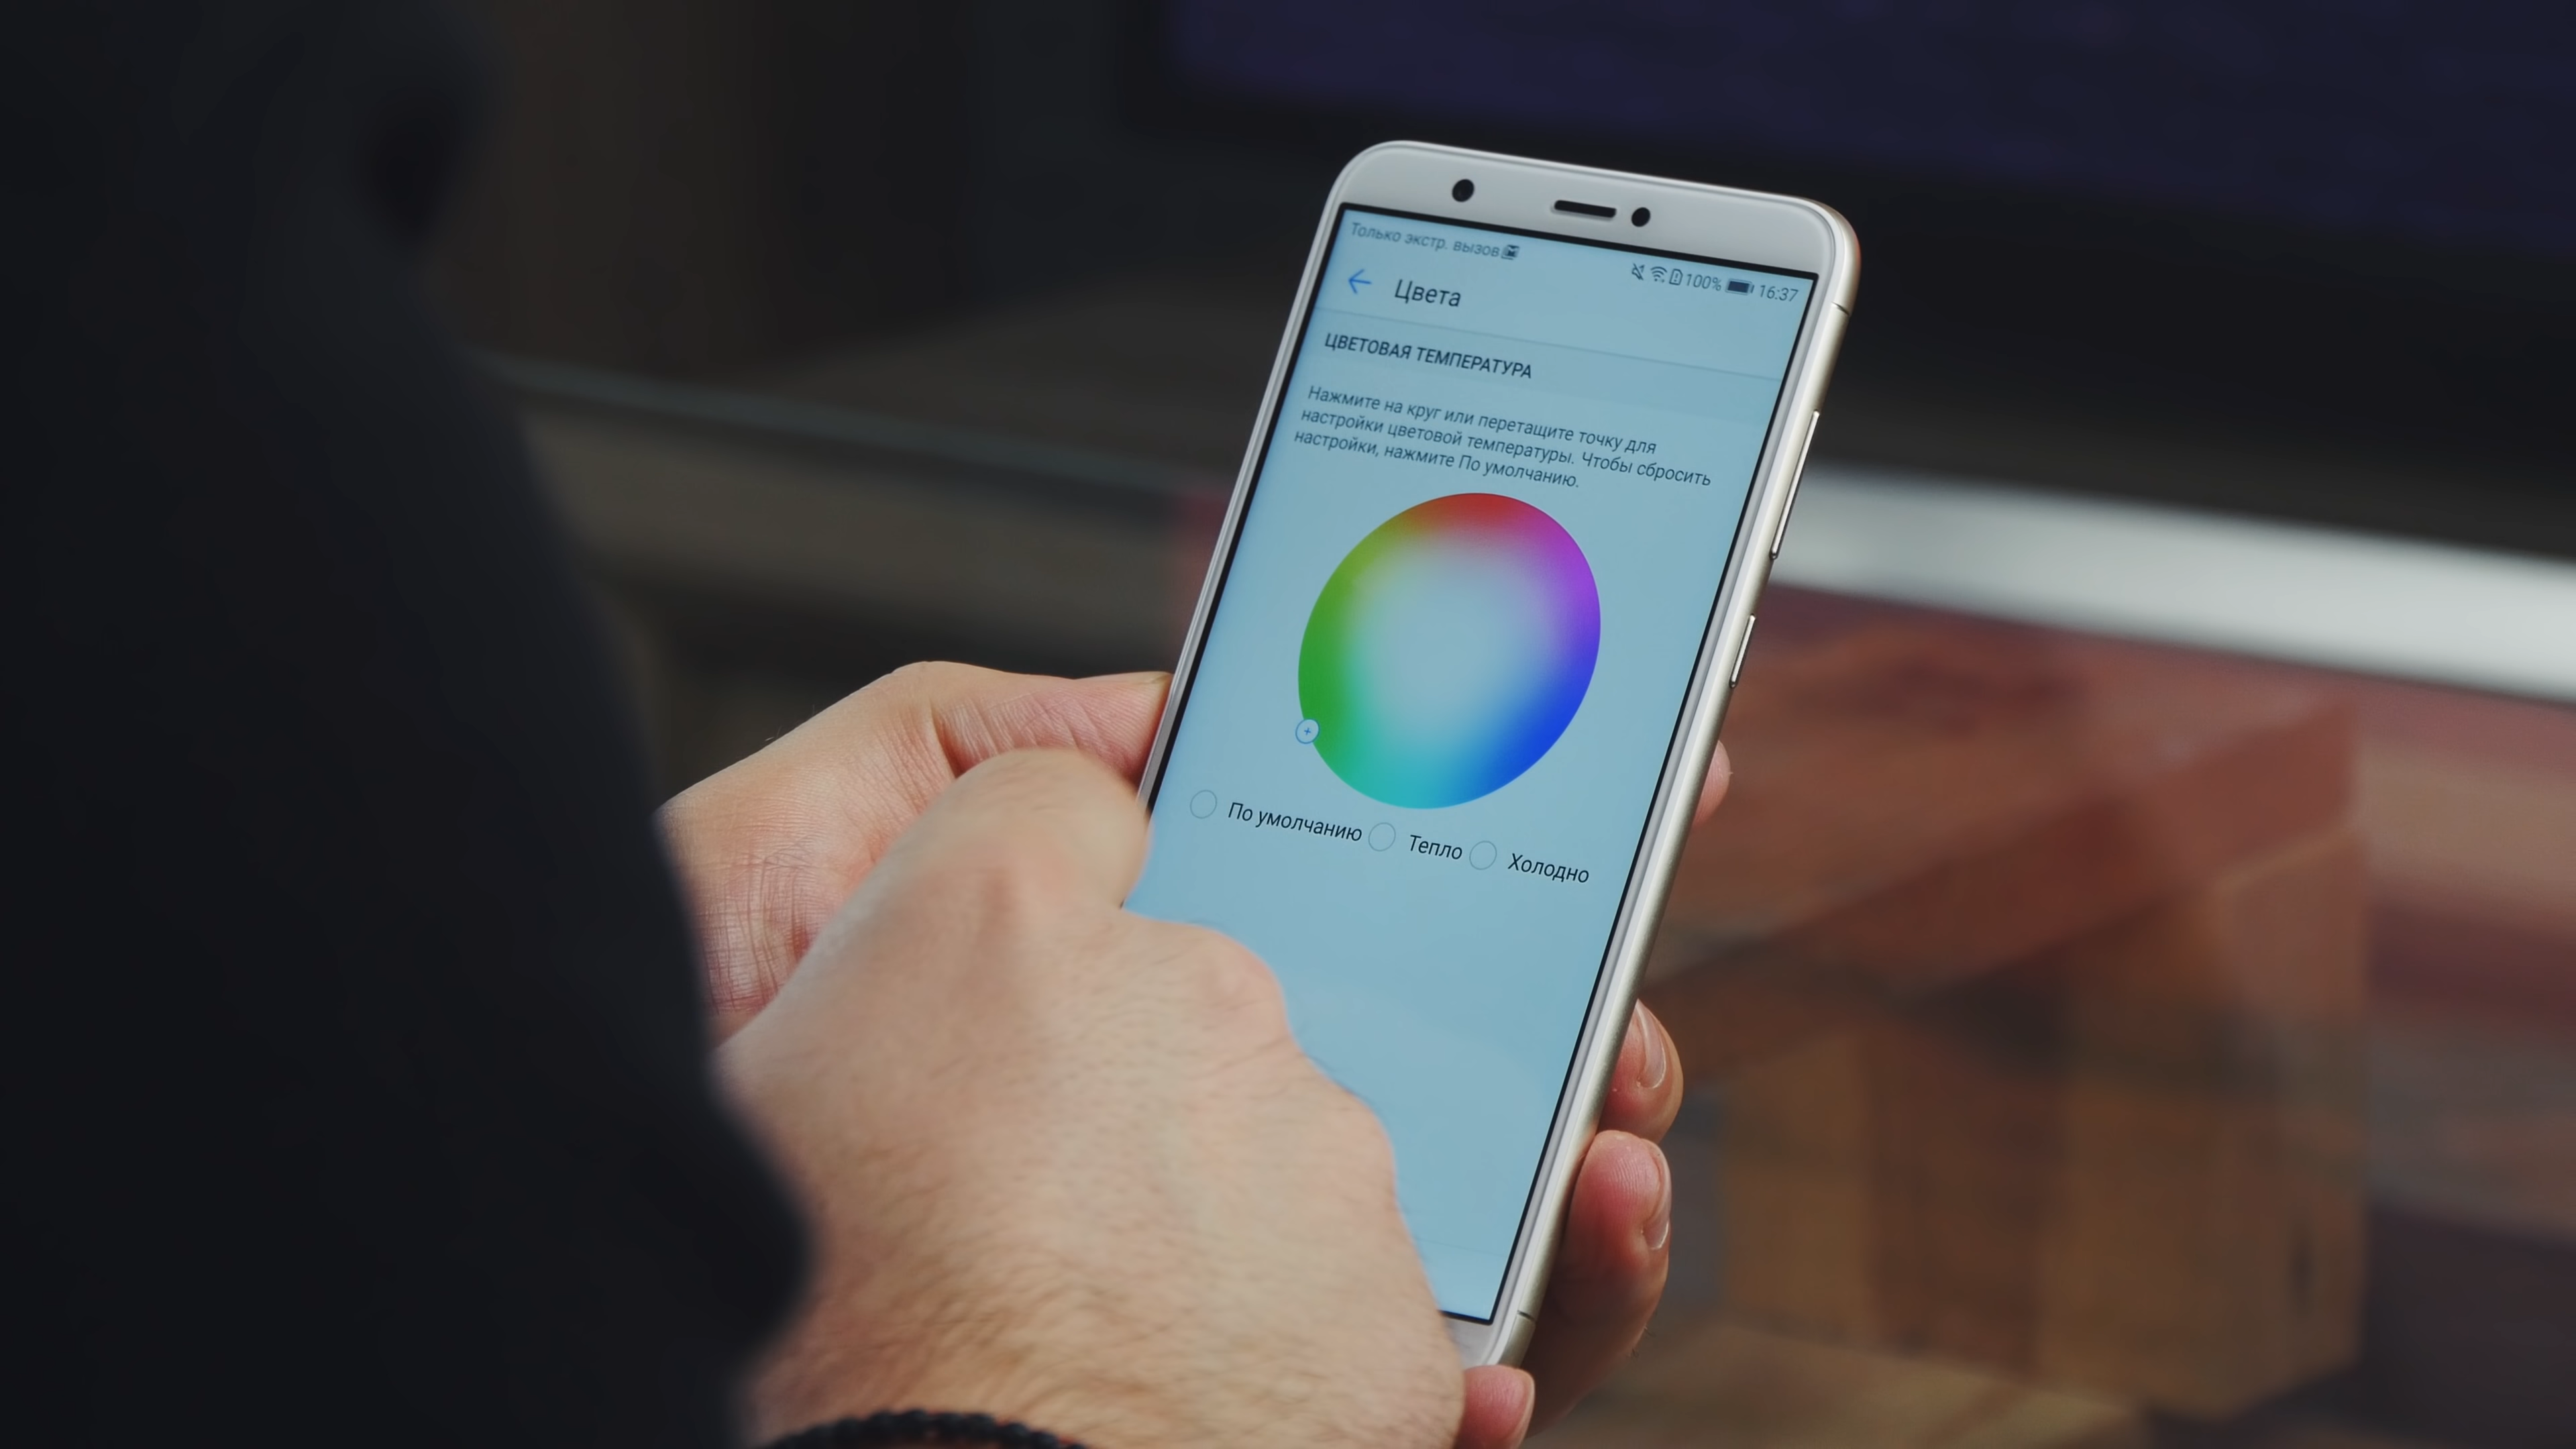 Только экстр. вызов
100% 16:37
Цвета
ЦВЕТОВАЯ ТЕМПЕРАТУРА
Нажмите на круг или перетащите точку для
настройки цветовой температуры. Чтобы сбросить
настройки, нажмите По умолчанию.
По умолчанию Тепло Холодно